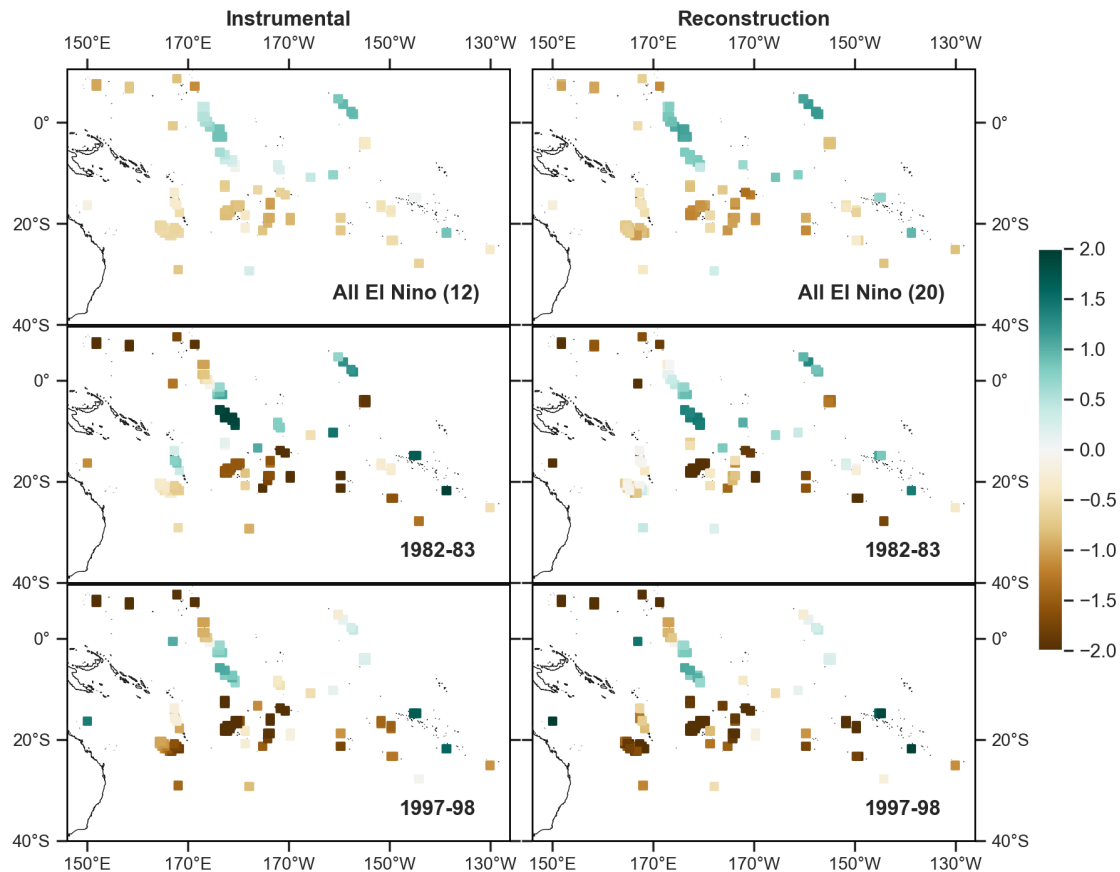 Instrumental
Reconstruction
150°E 170°E 170°W 150°W 130°W
150°E 170°E 170°W 150°W 130°W
0°
20°S
40°S
All El Nino (12)
All El Nino (20)
0°
20°S
40°S
0°
20°S
40°S
1982-83
1982-83
0°
20°S
40°S
0°
20°S
40°S
1997-98
1997-98
0°
20°S
40°S
150°E 170°E 170°W 150°W 130°W
150°E 170°E 170°W 150°W 130°W
2.0
1.5
1.0
0.5
0.0
−0.5
−1.0
−1.5
−2.0